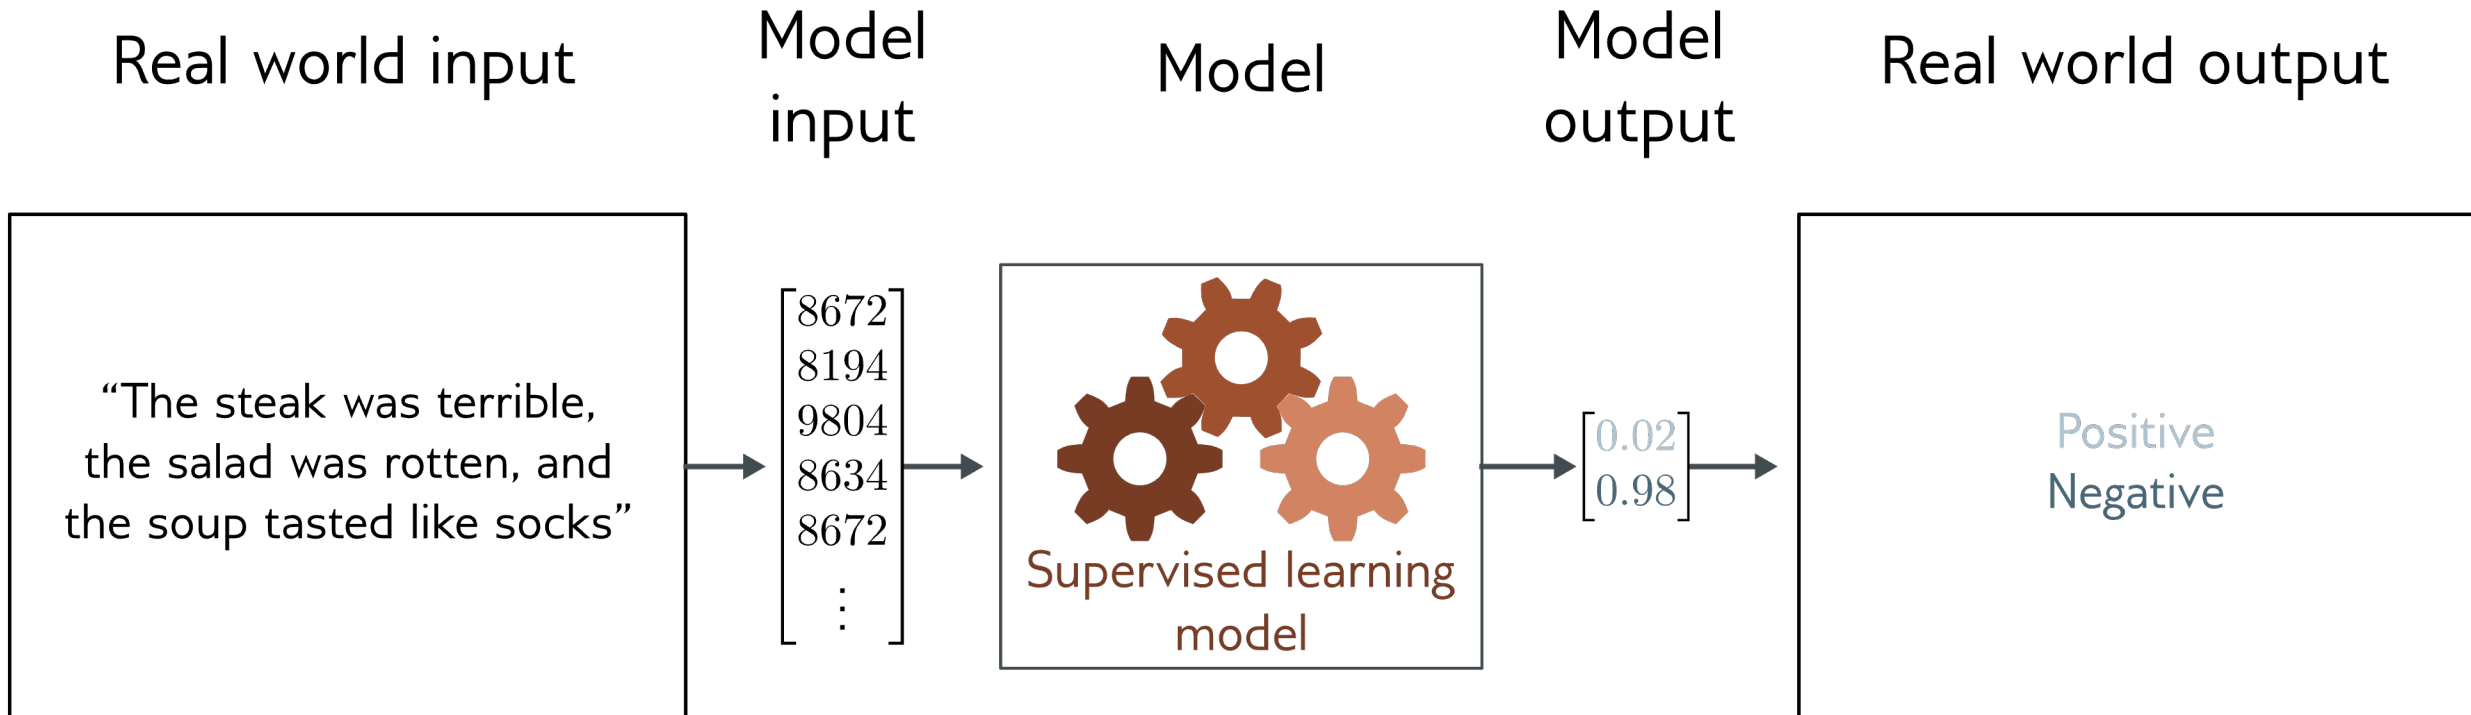 Real world input
Model
input
Model
Model
output
Real world output
“The steak was terrible,
the salad was rotten, and
the soup tasted like socks”
8672
8194
9804
8634
8672
⋮
Supervised learning
model
0.02
0.98
Positive
Negative